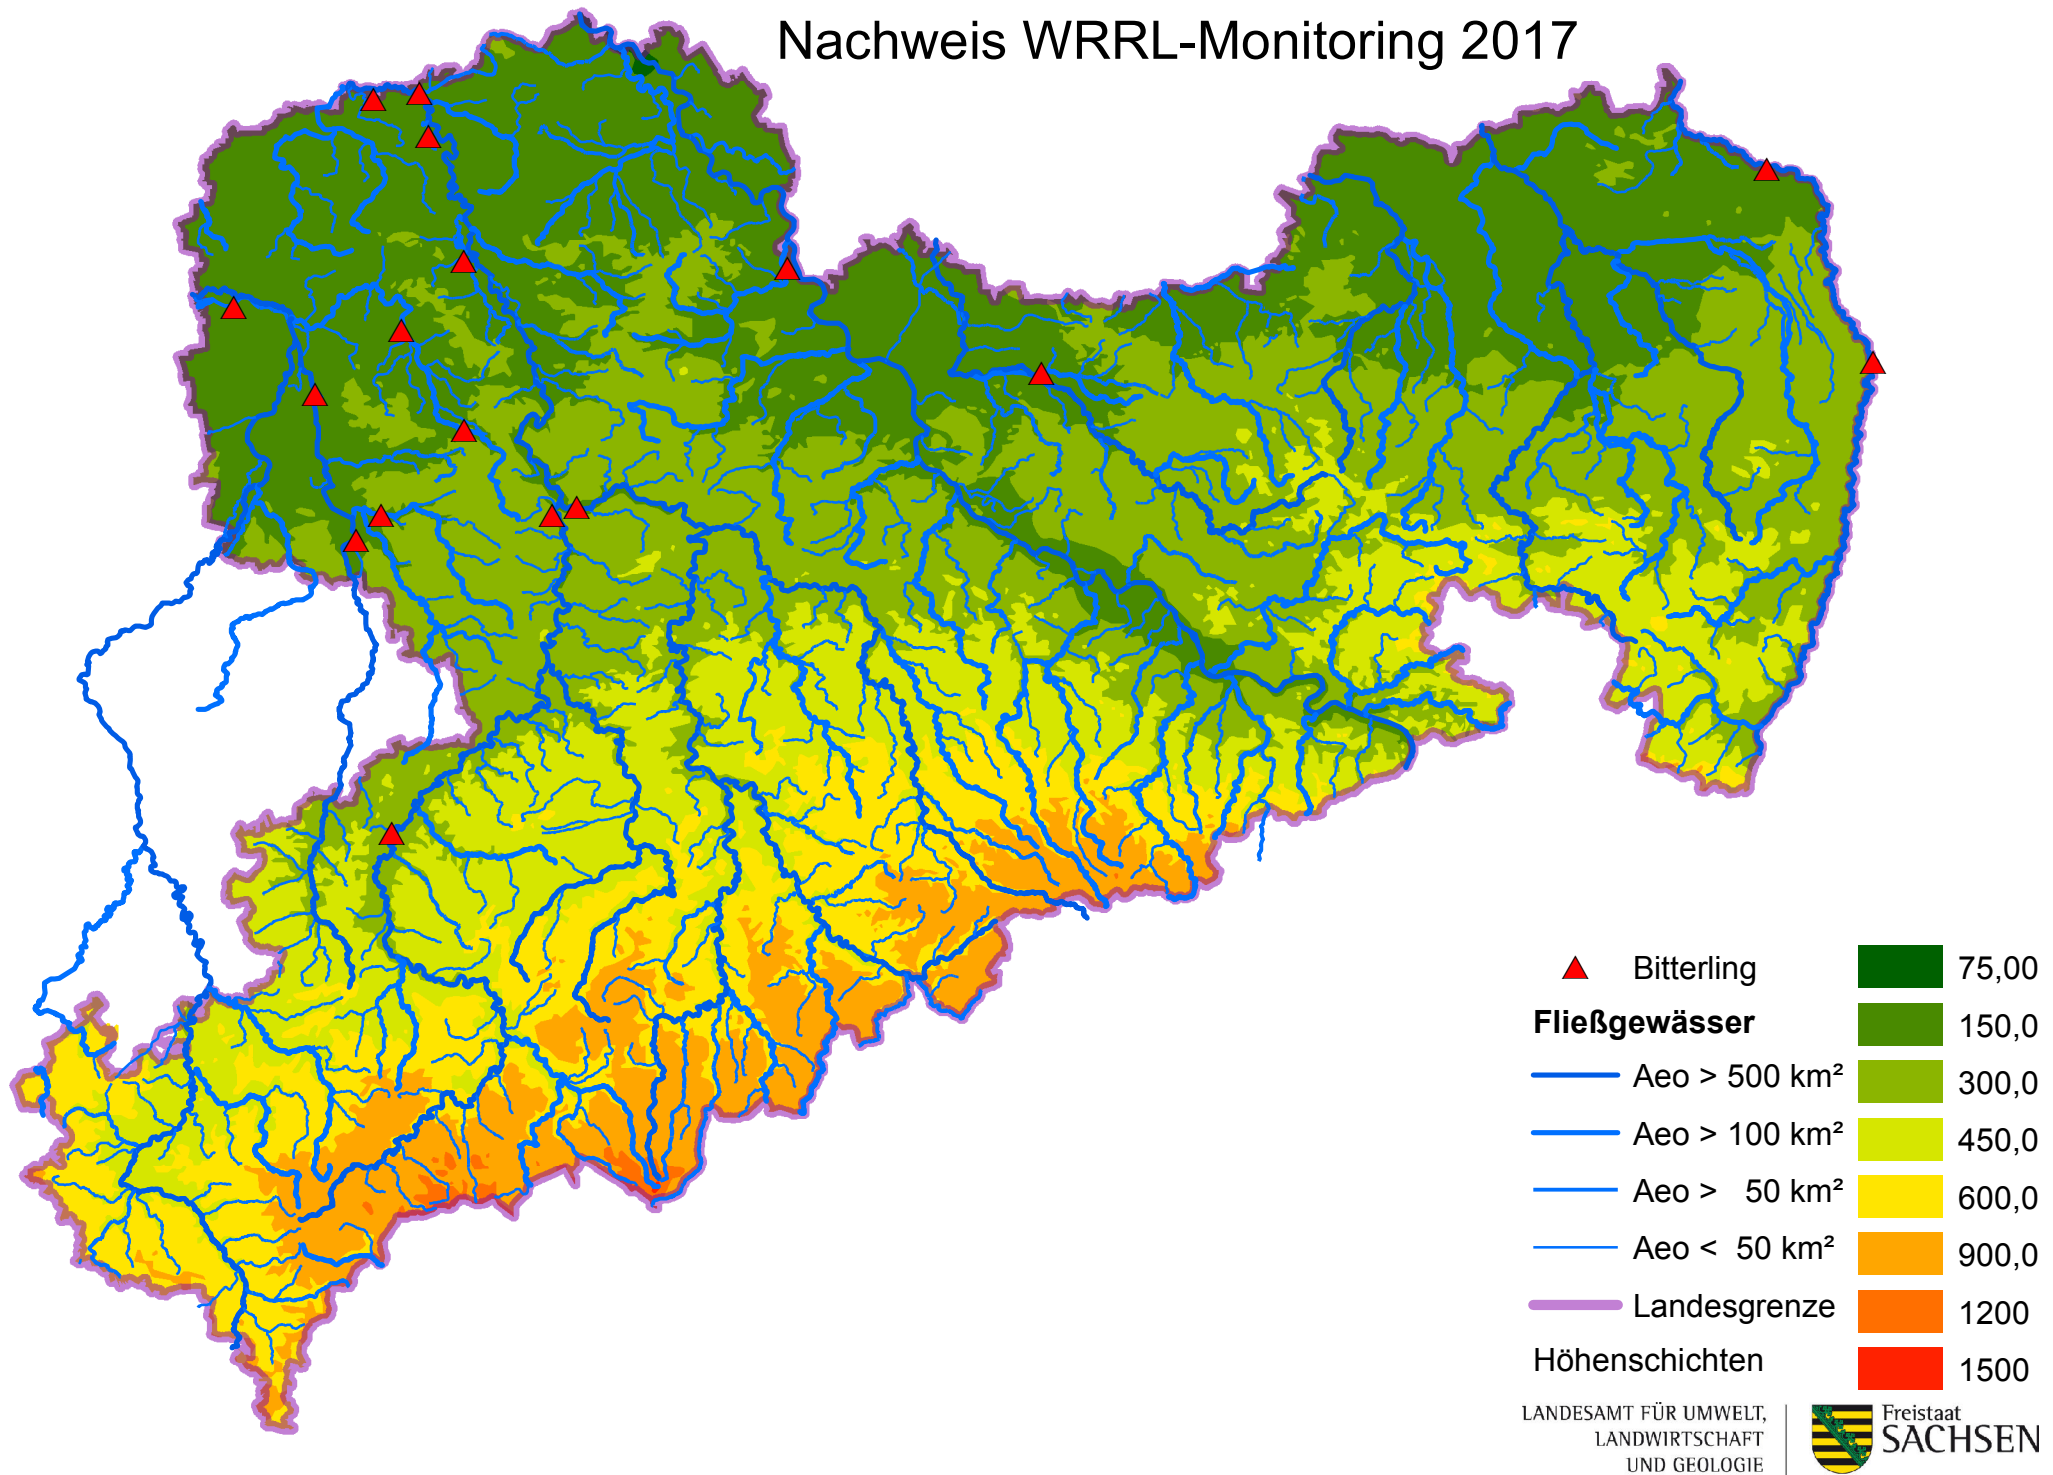 Nachweis WRRL-Monitoring 2017
Bitterling
Fließgewässer
Aeo > 500 km²
Aeo > 100 km²
Aeo > 50 km²
Aeo < 50 km²
Landesgrenze
Höhenschichten
75,00
150,0
300,0
450,0
600,0
900,0
1200
1500
LANDESAMT FÜR UMWELT,
LANDWIRTSCHAFT
UND GEOLOGIE
Freistaat
SACHSEN